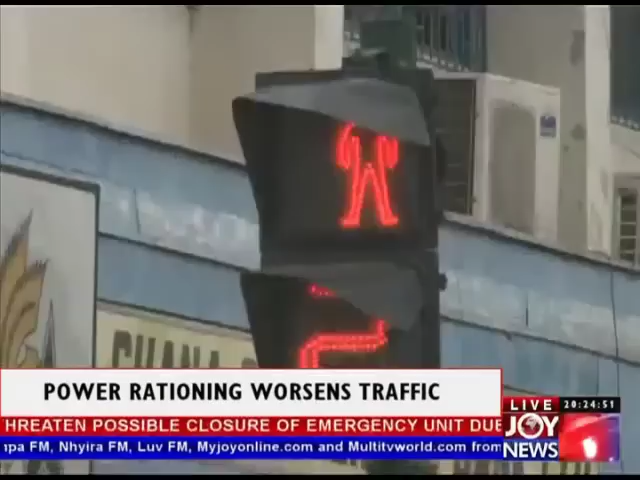 GHANA
POWER RATIONING WORSENS TRAFFIC
LIVE 20:24:51
HREATEN POSSIBLE CLOSURE OF EMERGENCY UNIT DUE
JOY
NEWS
pa FM, Nhyira FM, Luv FM, Myjoyonline.com and Multitvworld.com from